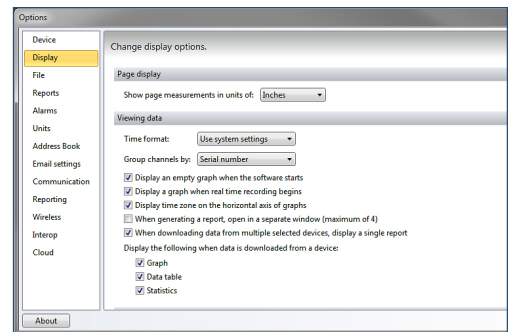 Options
Device
Display
File
Reports
Alarms
Units
Address Book
Email settings
Communication
Reporting
Wireless
Interop
Cloud
Change display options.
Page display
Show page measurements in units of: Inches
Viewing data
Time format: Use system settings
Group channels by: Serial number
Display an empty graph when the software starts
Display a graph when real time recording begins
Display time zone on the horizontal axis of graphs
When generating a report, open in a separate window (maximum of 4)
When downloading data from multiple selected devices, display a single report
Display the following when data is downloaded from a device:
Graph
Data table
Statistics
About